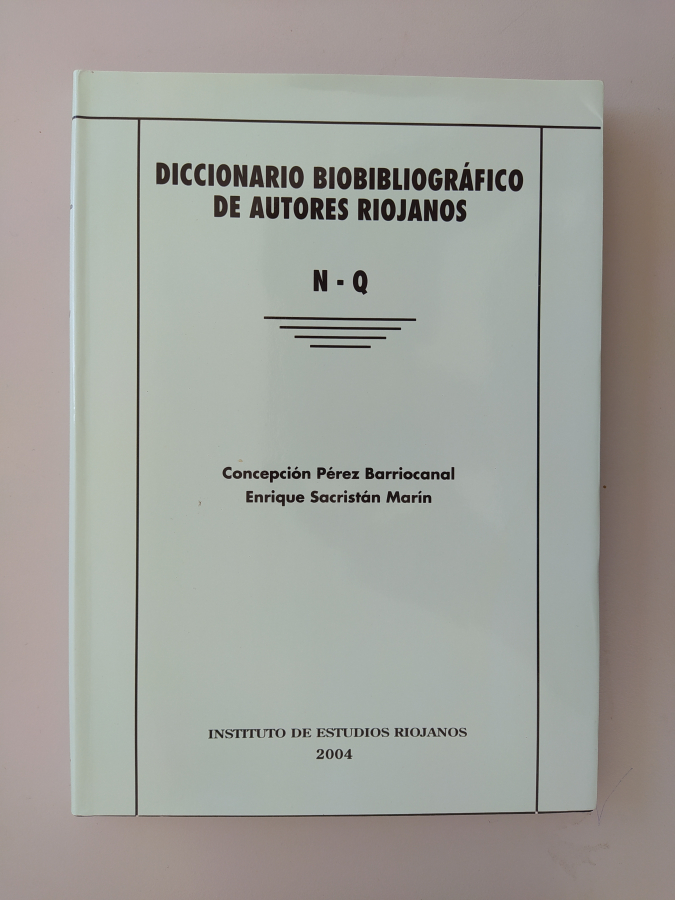 DICCIONARIO BIOBIBLIOGRÁFICO
DE AUTORES RIOJANOS
N - Q
Concepción Pérez Barriocanal
Enrique Sacristán Marín
INSTITUTO DE ESTUDIOS RIOJANOS
2004